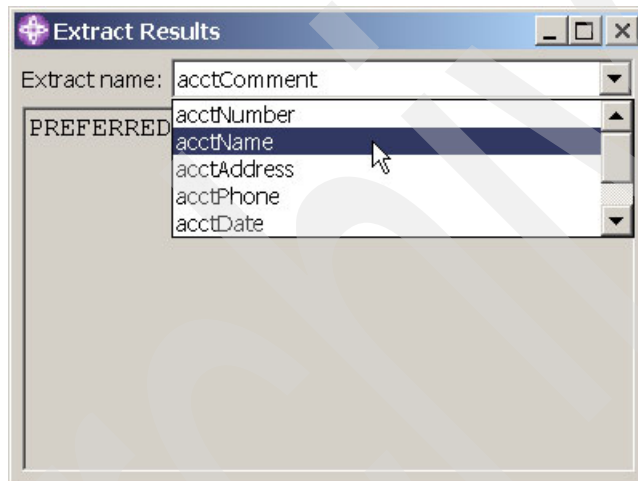 Extract Results
Extract name: acctComment
PREFERRED
acctNumber
acctName
acctAddress
acctPhone
acctDate